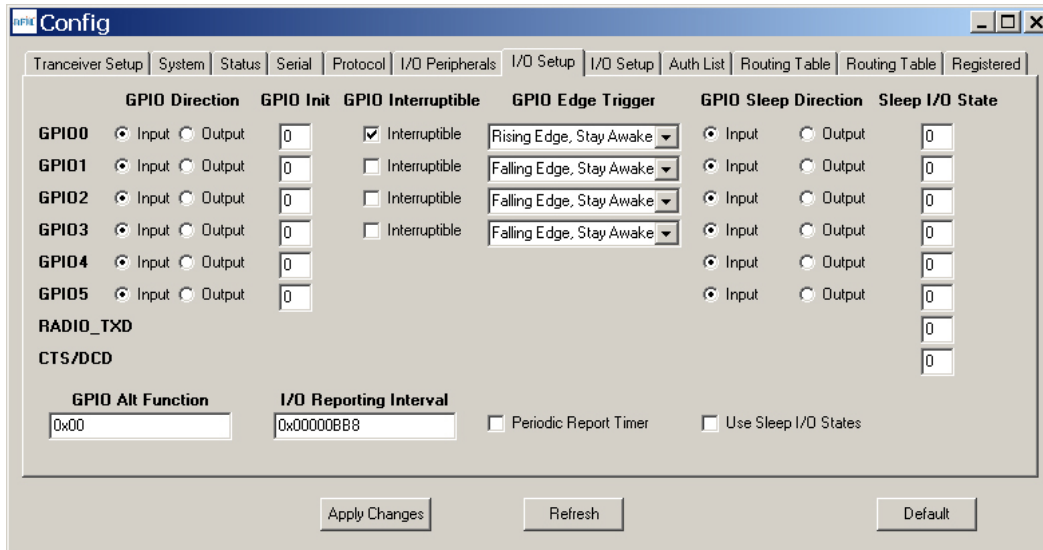 Config
Tranceiver Setup System Status Serial Protocol I/O Peripherals I/O Setup I/O Setup Auth List Routing Table Routing Table Registered
GPIO Direction GPIO Init GPIO Interruptible GPIO Edge Trigger GPIO Sleep Direction Sleep I/O State
GPIO0 Input Output 0 Interruptible Rising Edge, Stay Awake Input Output 0
GPIO1 Input Output 0 Interruptible Falling Edge, Stay Awake Input Output 0
GPIO2 Input Output 0 Interruptible Falling Edge, Stay Awake Input Output 0
GPIO3 Input Output 0 Interruptible Falling Edge, Stay Awake Input Output 0
GPIO4 Input Output 0 Input Output 0
GPIO5 Input Output 0 Input Output 0
RADIO_TXD 0
CTS/DCD 0
GPIO Alt Function I/O Reporting Interval
0x00 0x00000BB8 Periodic Report Timer Use Sleep I/O States
Apply Changes Refresh Default